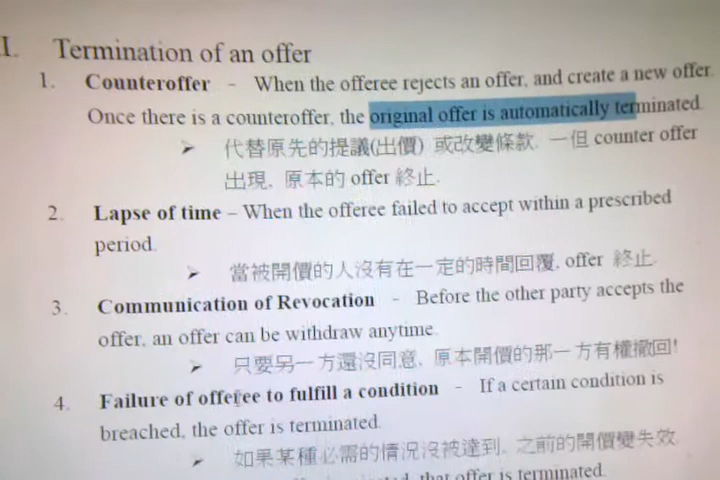 I. Termination of an offer
1. Counteroffer - When the offeree rejects an offer, and create a new offer.
Once there is a counteroffer, the original offer is automatically terminated.
➢ 代替原先的提議(出價) 或改變條款. 一但 counter offer
出現, 原本的 offer 終止.
2. Lapse of time – When the offeree failed to accept within a prescribed
period.
➢ 當被開價的人沒有在一定的時間回覆, offer 終止.
3. Communication of Revocation - Before the other party accepts the
offer, an offer can be withdraw anytime.
➢ 只要另一方還沒同意, 原本開價的那一方有權撤回!
4. Failure of offeree to fulfill a condition - If a certain condition is
breached, the offer is terminated.
➢ 如果某種必需的情況沒被達到, 之前的開價變失效.
that offer is terminated.